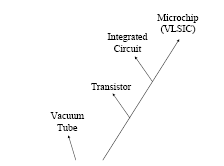 Microchip
(VLSIC)
Integrated
Circuit
Transistor
Vacuum
Tube